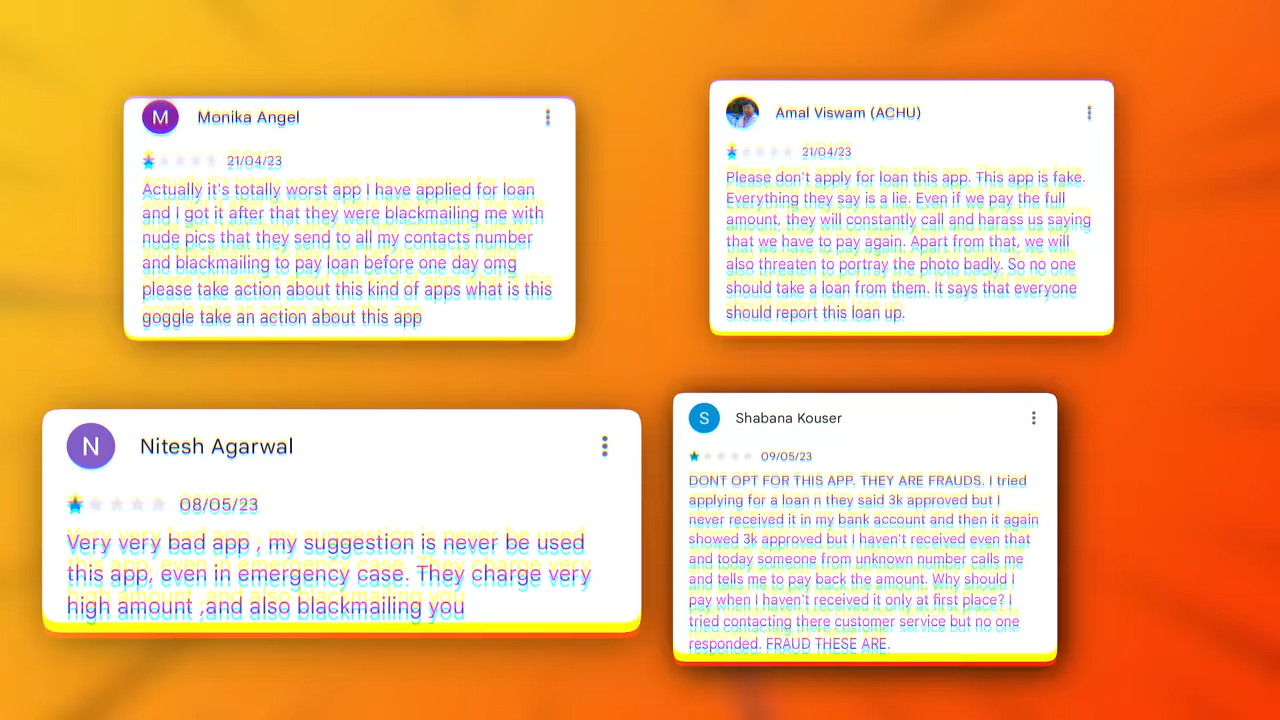 M
Monika Angel
21/04/23
Actually it's totally worst app I have applied for loan
and I got it after that they were blackmailing me with
nude pics that they send to all my contacts number
and blackmailing to pay loan before one day omg
please take action about this kind of apps what is this
goggle take an action about this app
Amal Viswam (ACHU)
21/04/23
Please don't apply for loan this app. This app is fake.
Everything they say is a lie. Even if we pay the full
amount, they will constantly call and harass us saying
that we have to pay again. Apart from that, we will
also threaten to portray the photo badly. So no one
should take a loan from them. It says that everyone
should report this loan up.
N
Nitesh Agarwal
08/05/23
Very very bad app , my suggestion is never be used
this app, even in emergency case. They charge very
high amount ,and also blackmailing you
S
Shabana Kouser
09/05/23
DONT OPT FOR THIS APP. THEY ARE FRAUDS. I tried
applying for a loan n they said 3k approved but I
never received it in my bank account and then it again
showed 3k approved but I haven't received even that
and today someone from unknown number calls me
and tells me to pay back the amount. Why should I
pay when I haven't received it only at first place? I
tried contacting there customer service but no one
responded. FRAUD THESE ARE.